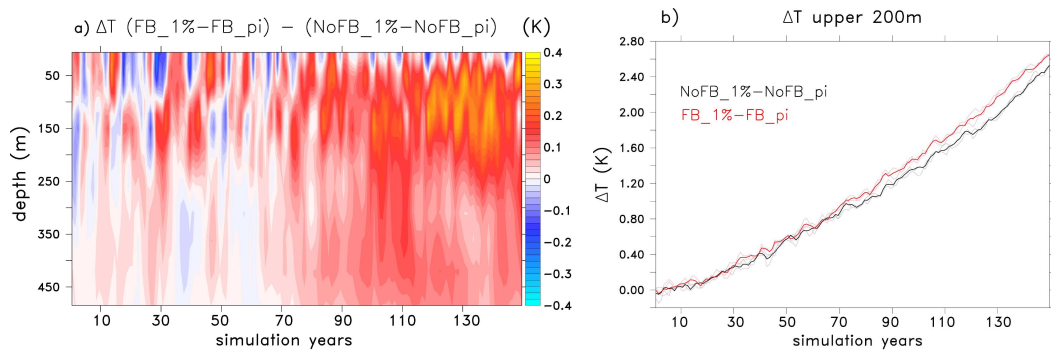 a) ΔT (FB_1%−FB_pi) − (NoFB_1%−NoFB_pi) (K)
0.4
0.3
0.2
0.1
0
−0.1
−0.2
−0.3
−0.4
50
150
250
350
450
depth (m)
10 30 50 70 90 110 130
simulation years
b) ΔT upper 200m
2.80
2.40
2.00
1.60
1.20
0.80
0.40
0.00
ΔT (K)
NoFB_1%−NoFB_pi
FB_1%−FB_pi
10 30 50 70 90 110 130
simulation years